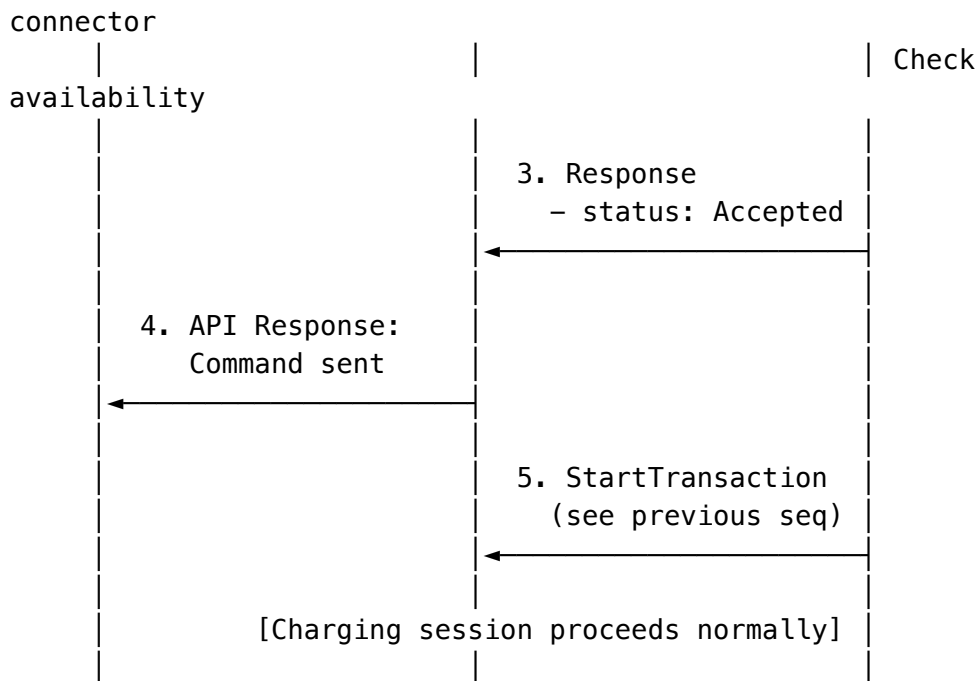 connector
Check
availability
3. Response
- status: Accepted
4. API Response:
Command sent
5. StartTransaction
(see previous seq)
[Charging session proceeds normally]